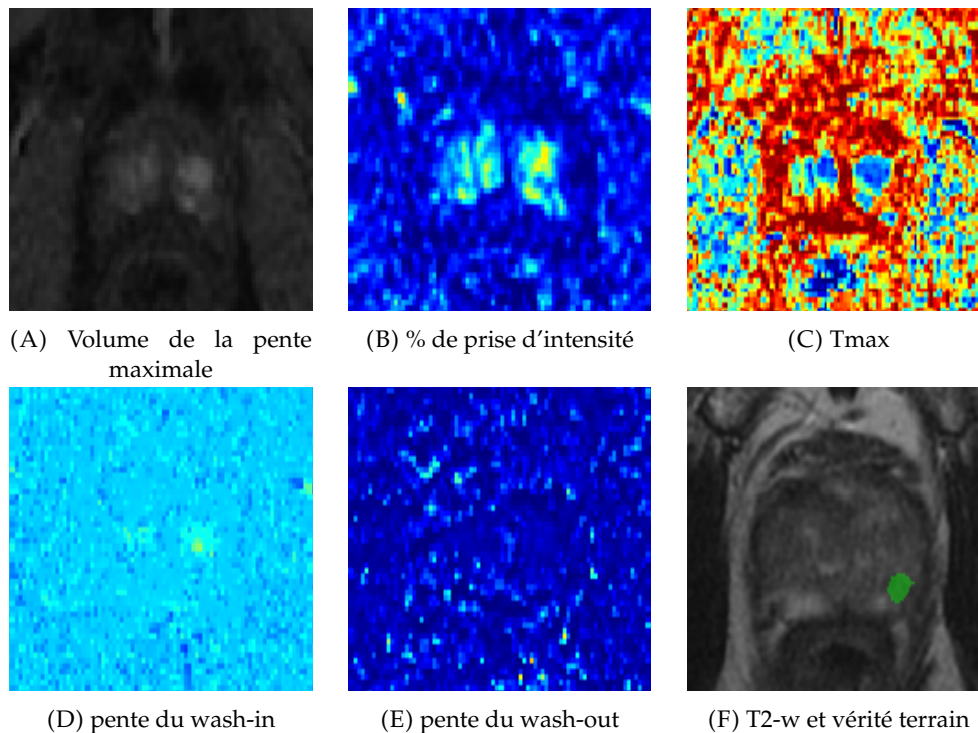 (A) Volume de la pente
maximale
(B) % de prise d'intensité
(C) Tmax
(D) pente du wash-in
(E) pente du wash-out
(F) T2-w et vérité terrain